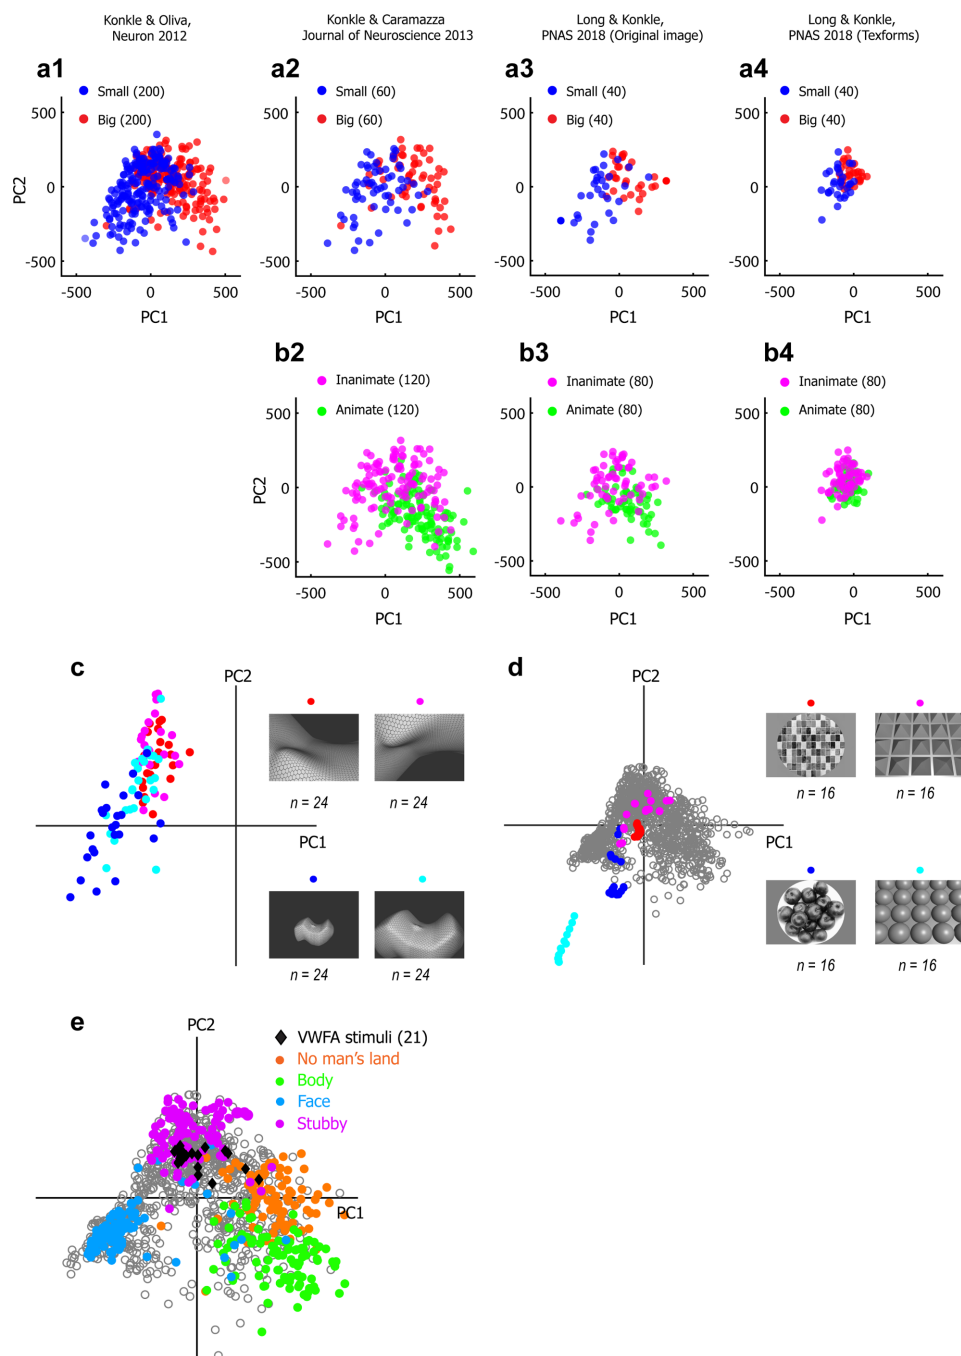 Konkle & Oliva,
Neuron 2012
Konkle & Caramazza
Journal of Neuroscience 2013
Long & Konkle,
PNAS 2018 (Original image)
Long & Konkle,
PNAS 2018 (Texforms)
a1
a2
a3
a4
Small (200)
Big (200)
Small (60)
Big (60)
Small (40)
Big (40)
Small (40)
Big (40)
PC2
500
0
-500
500
0
-500
500
0
-500
500
0
-500
-500 0 500
-500 0 500
-500 0 500
-500 0 500
PC1
PC1
PC1
PC1
b2
b3
b4
Inanimate (120)
Animate (120)
Inanimate (80)
Animate (80)
Inanimate (80)
Animate (80)
PC2
500
0
-500
500
0
-500
500
0
-500
-500 0 500
-500 0 500
-500 0 500
PC1
PC1
PC1
c
PC2
PC1
n = 24
n = 24
n = 24
n = 24
d
PC2
PC1
n = 16
n = 16
n = 16
n = 16
e
PC2
PC1
VWFA stimuli (21)
No man's land
Body
Face
Stubby